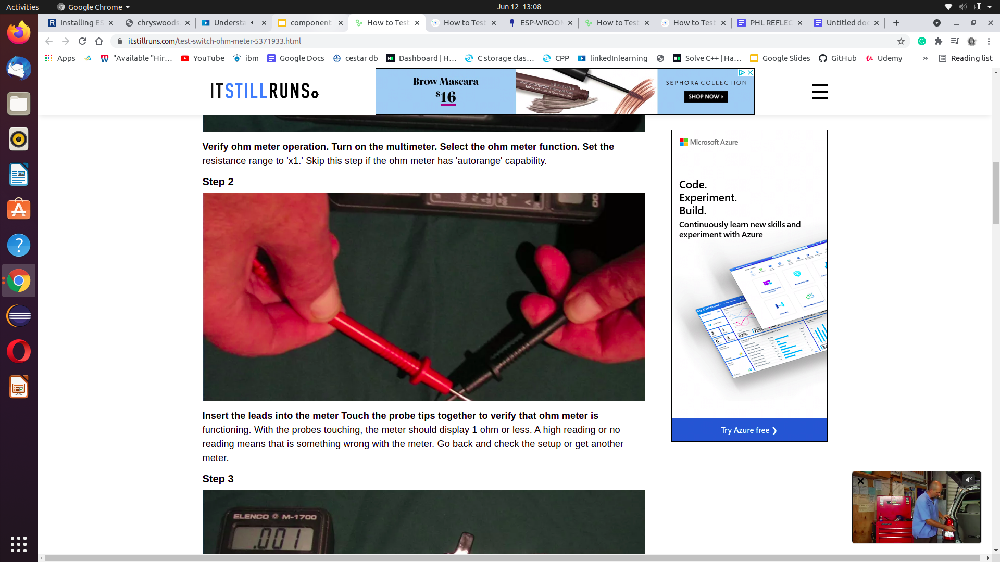 Activities
Google Chrome
Jun 12 13:08
Installing ES
chryswoods
Understa
component
How to Test
How to Test
ESP-WROOM
How to Test
How to Test
PHL REFLEC
Untitled doc
itstillruns.com/test-switch-ohm-meter-5371933.html
Apps
"Available "Hir…
YouTube
ibm
Google Docs
cestar db
Dashboard | H…
C storage clas…
CPP
linkedInlearning
Solve C++ | Ha…
Google Slides
GitHub
Udemy
»
Reading list
ITSTILLRUNS
Brow Mascara
$16
SEPHORA
SEPHORA COLLECTION
SHOP NOW
Verify ohm meter operation. Turn on the multimeter. Select the ohm meter function. Set the
resistance range to 'x1.' Skip this step if the ohm meter has 'autorange' capability.
Step 2
Insert the leads into the meter Touch the probe tips together to verify that ohm meter is
functioning. With the probes touching, the meter should display 1 ohm or less. A high reading or no
reading means that is something wrong with the meter. Go back and check the setup or get another
meter.
Step 3
ELENCO M-1700
.001
Microsoft Azure
Code.
Experiment.
Build.
Continuously learn new skills and
experiment with Azure
My Dashboard
62%
72%
Try Azure free ❯